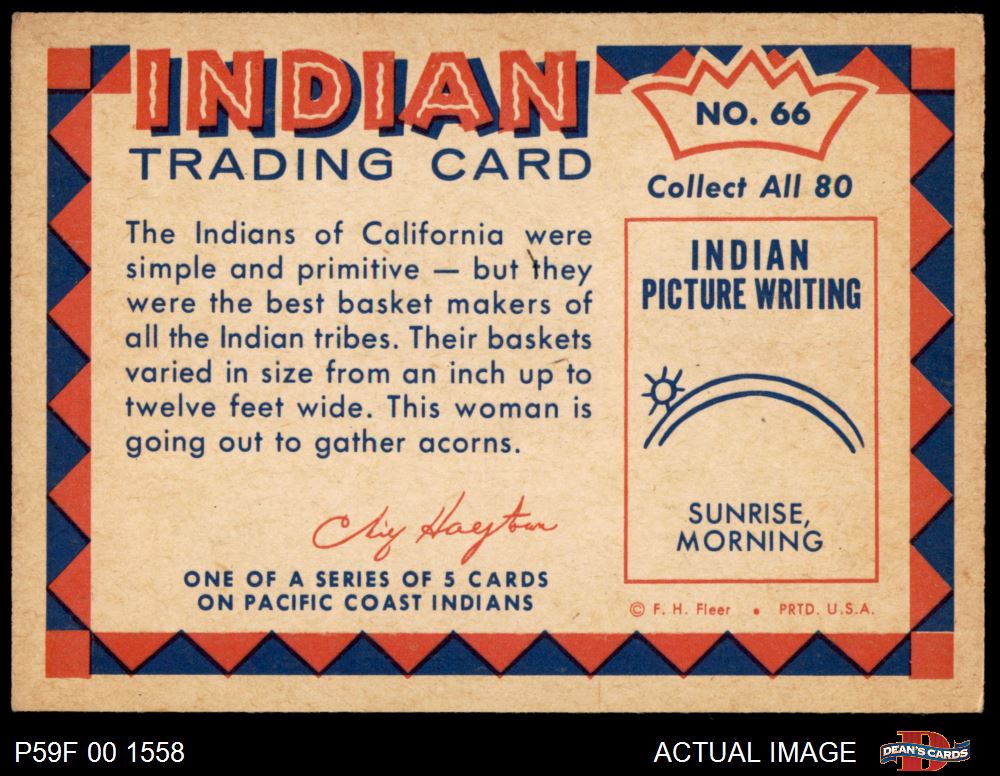 INDIAN
TRADING CARD
NO. 66
Collect All 80
The Indians of California were
simple and primitive — but they
were the best basket makers of
all the Indian tribes. Their baskets
varied in size from an inch up to
twelve feet wide. This woman is
going out to gather acorns.
Chief Hagstown
ONE OF A SERIES OF 5 CARDS
ON PACIFIC COAST INDIANS
INDIAN
PICTURE WRITING
SUNRISE,
MORNING
© F. H. Fleer • PRTD. U.S.A.
P59F 00 1558
ACTUAL IMAGE
DEAN'S CARDS